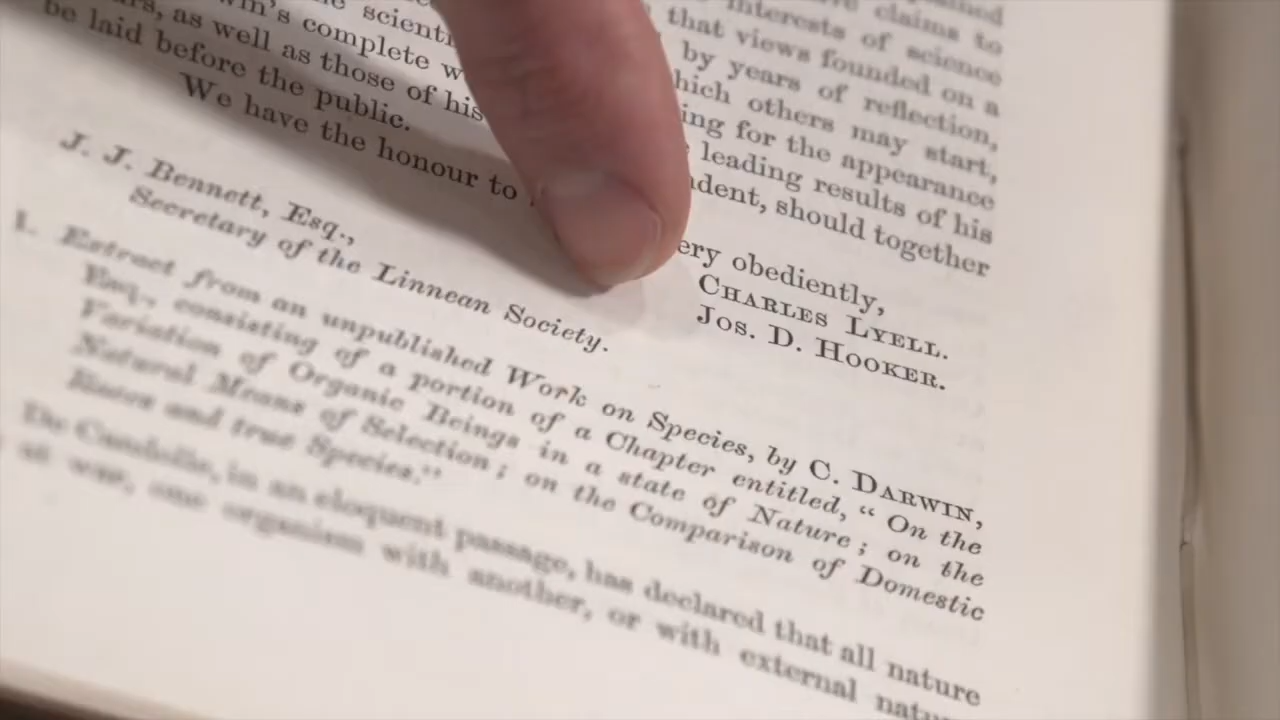 claims to
interests of science
that views founded on a
by years of reflection,
which others may start,
ing for the appearance
scienti leading results of his
win's complete w dent, should together
rs, as well as those of his
be laid before the public.
We have the honour to
ery obediently,
CHARLES LYELL.
JOS. D. HOOKER.
J. J. Bennett, Esq.,
Secretary of the Linnean Society.
I. Extract from an unpublished Work on Species, by C. DARWIN,
Esq., consisting of a portion of a Chapter entitled, “ On the
Variation of Organic Beings in a state of Nature ; on the
Natural Means of Selection ; on the Comparison of Domestic
Races and true Species.”
De Candolle, in an eloquent passage, has declared that all nature
at war, one organism with another, or with external natu